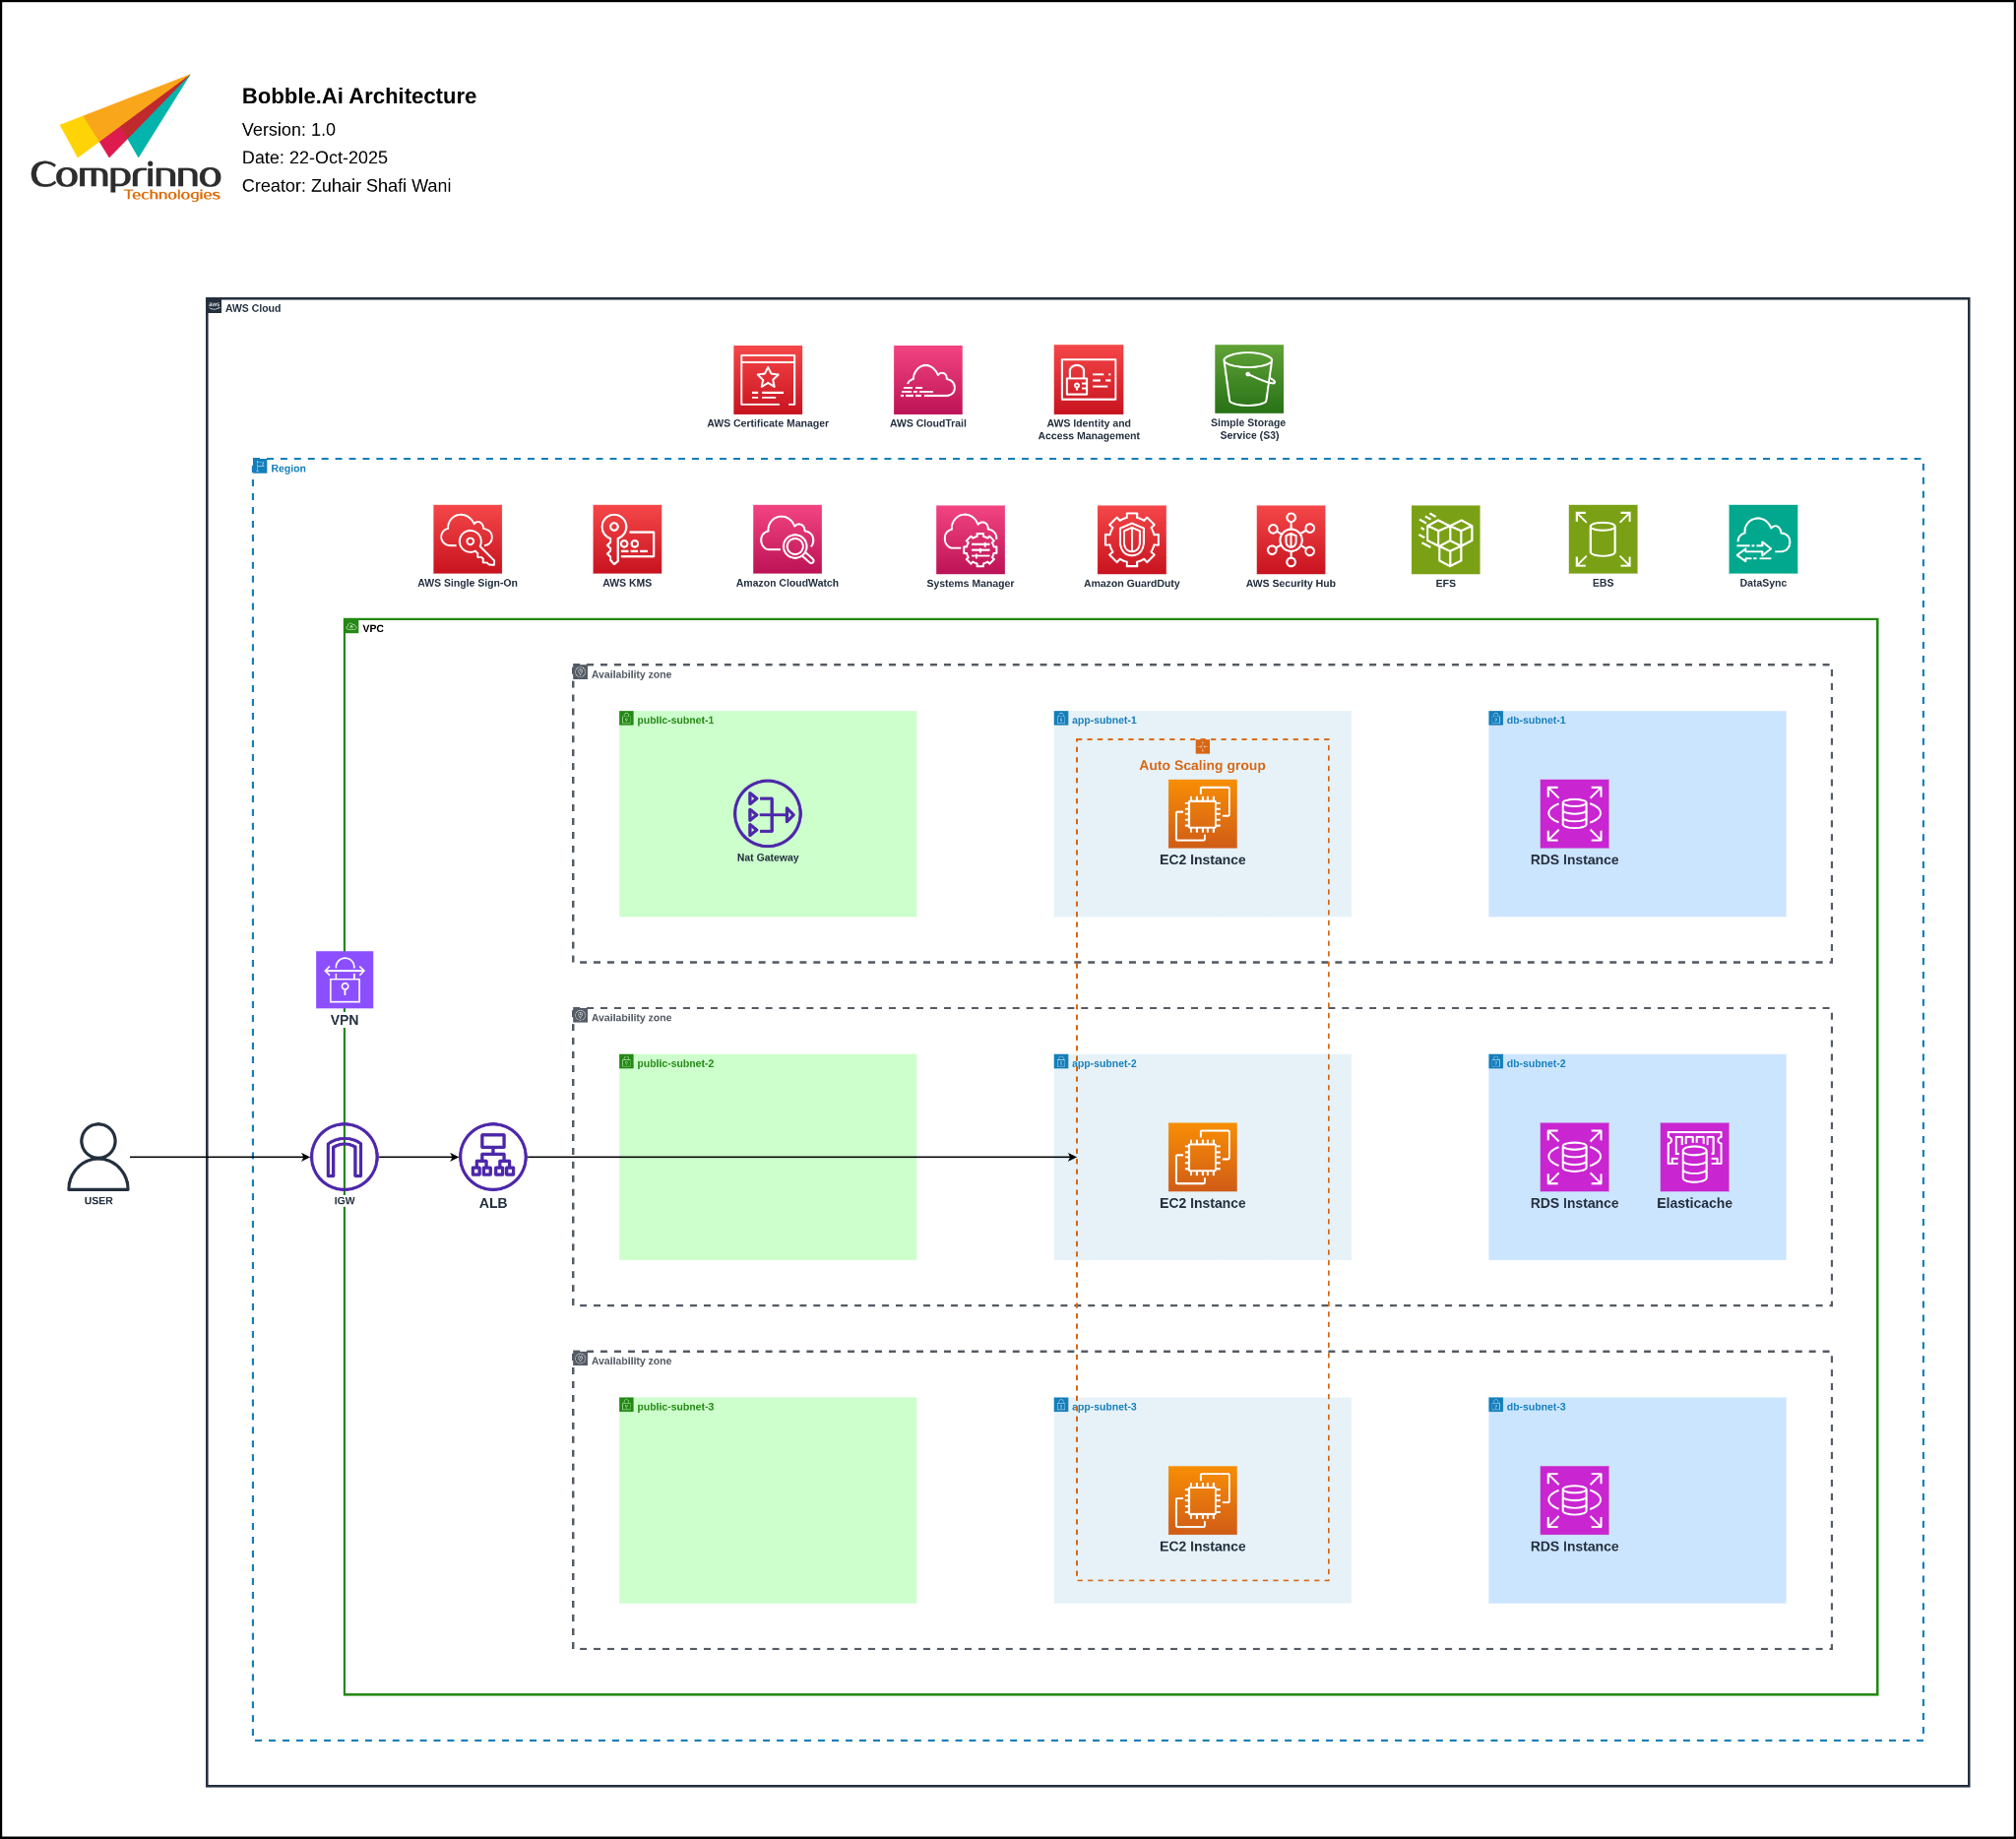 Comprinno
Technologies
Bobble.Ai Architecture
Version: 1.0
Date: 22-Oct-2025
Creator: Zuhair Shafi Wani
aws
AWS Cloud
AWS Certificate Manager
AWS CloudTrail
AWS Identity and
Access Management
Simple Storage
Service (S3)
Region
AWS Single Sign-On
AWS KMS
Amazon CloudWatch
Systems Manager
Amazon GuardDuty
AWS Security Hub
EFS
EBS
DataSync
VPC
Availability zone
public-subnet-1
app-subnet-1
db-subnet-1
Auto Scaling group
Nat Gateway
EC2 Instance
RDS Instance
VPN
Availability zone
public-subnet-2
app-subnet-2
db-subnet-2
USER
IGW
ALB
EC2 Instance
RDS Instance
Elasticache
Availability zone
public-subnet-3
app-subnet-3
db-subnet-3
EC2 Instance
RDS Instance